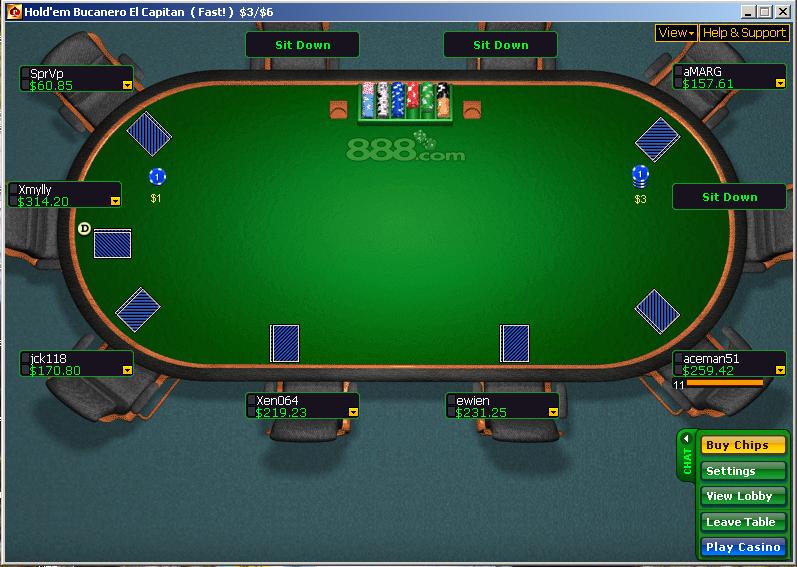 Hold'em Bucanero El Capitan ( Fast! ) $3/$6
View Help & Support
Sit Down
Sit Down
SprVp
$60.85
aMARG
$157.61
888.com
1
$1
1
$3
Xmylly
$314.20
Sit Down
D
jck118
$170.80
aceman51
$259.42
11
Xen064
$219.23
ewien
$231.25
CHAT
Buy Chips
Settings
View Lobby
Leave Table
Play Casino